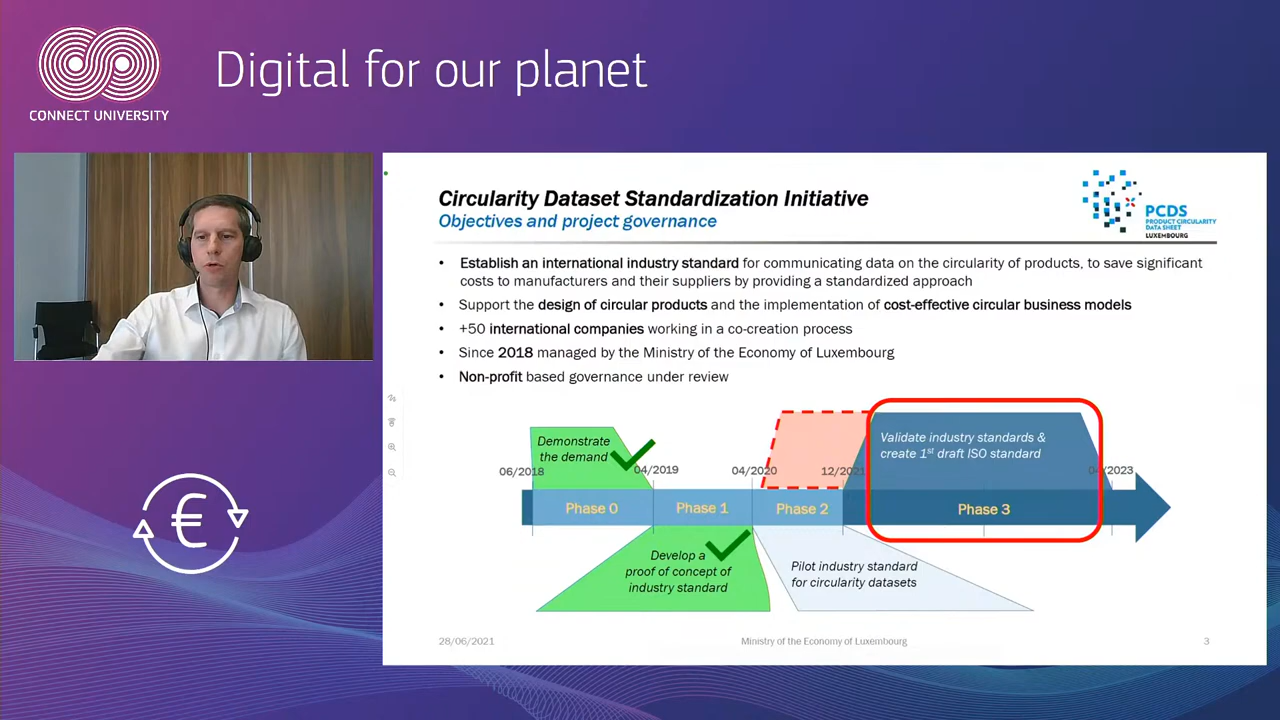 Digital for our planet
CONNECT UNIVERSITY
Circularity Dataset Standardization Initiative
Objectives and project governance
PCDS
PRODUCT CIRCULARITY
DATA SHEET
LUXEMBOURG
• Establish an international industry standard for communicating data on the circularity of products, to save significant
costs to manufacturers and their suppliers by providing a standardized approach
• Support the design of circular products and the implementation of cost-effective circular business models
• +50 international companies working in a co-creation process
• Since 2018 managed by the Ministry of the Economy of Luxembourg
• Non-profit based governance under review
Demonstrate
the demand
Validate industry standards &
create 1st draft ISO standard
06/2018
04/2019
04/2020
12/2021
04/2023
Phase 0
Phase 1
Phase 2
Phase 3
Develop a
proof of concept of
industry standard
Pilot industry standard
for circularity datasets
€
28/06/2021
Ministry of the Economy of Luxembourg
3